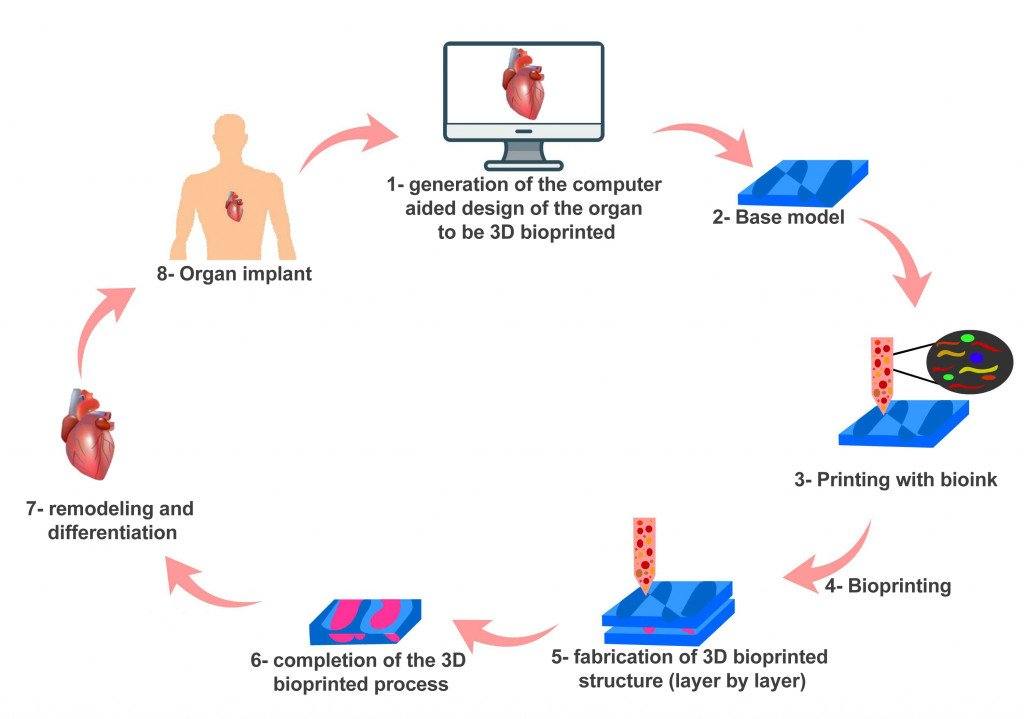 1- generation of the computer
aided design of the organ
to be 3D bioprinted
2- Base model
3- Printing with bioink
4- Bioprinting
5- fabrication of 3D bioprinted
structure (layer by layer)
6- completion of the 3D
bioprinted process
7- remodeling and
differentiation
8- Organ implant